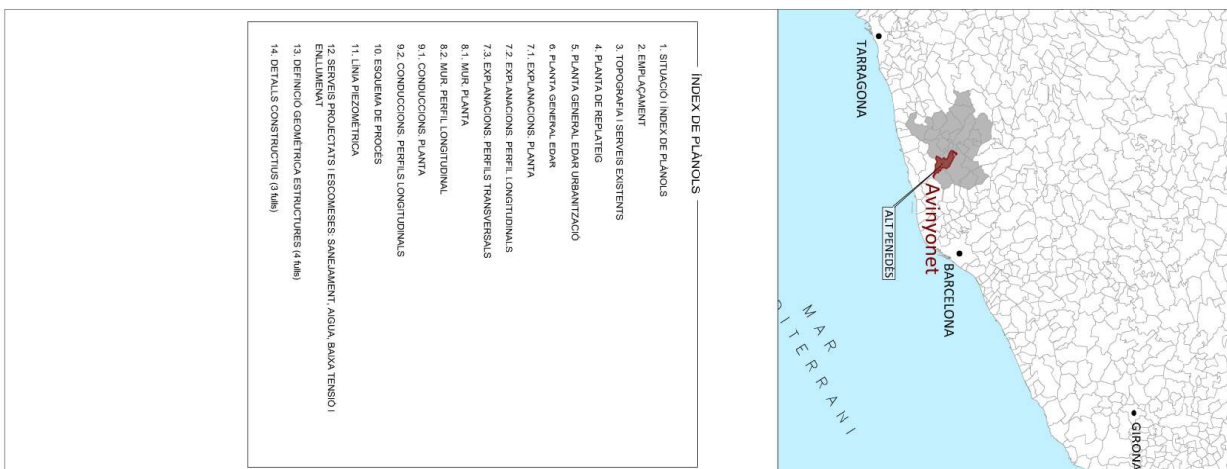 ÍNDEX DE PLÀNOLS
1. SITUACIÓ I ÍNDEX DE PLÀNOLS
2. EMPLAÇAMENT
3. TOPOGRAFIA I SERVEIS EXISTENTS
4. PLANTA DE REPLATEIG
5. PLANTA GENERAL EDAR URBANITZACIÓ
6. PLANTA GENERAL EDAR
7.1. EXPLANACIONS. PLANTA
7.2. EXPLANACIONS. PERFIL LONGITUDINALS
7.3. EXPLANACIONS. PERFILS TRANSVERSALS
8.1. MUR. PLANTA
8.2. MUR. PERFIL LONGITUDINAL
9.1. CONDUCCIONS. PLANTA
9.2. CONDUCCIONS. PERFILS LONGITUDINALS
10. ESQUEMA DE PROCÉS
11. LÍNIA PIEZOMÈTRICA
12. SERVEIS PROJECTATS I ESCOMESES: SANEJAMENT, AIGUA, BAIXA TENSIÓ I
ENLLUMENAT
13. DEFINICIÓ GEOMÈTRICA ESTRUCTURES (4 fulls)
14. DETALLS CONSTRUCTIUS (3 fulls)
GIRONA
BARCELONA
Avinyonet
TARRAGONA
ALT PENEDÈS
MAR
DITERRANI